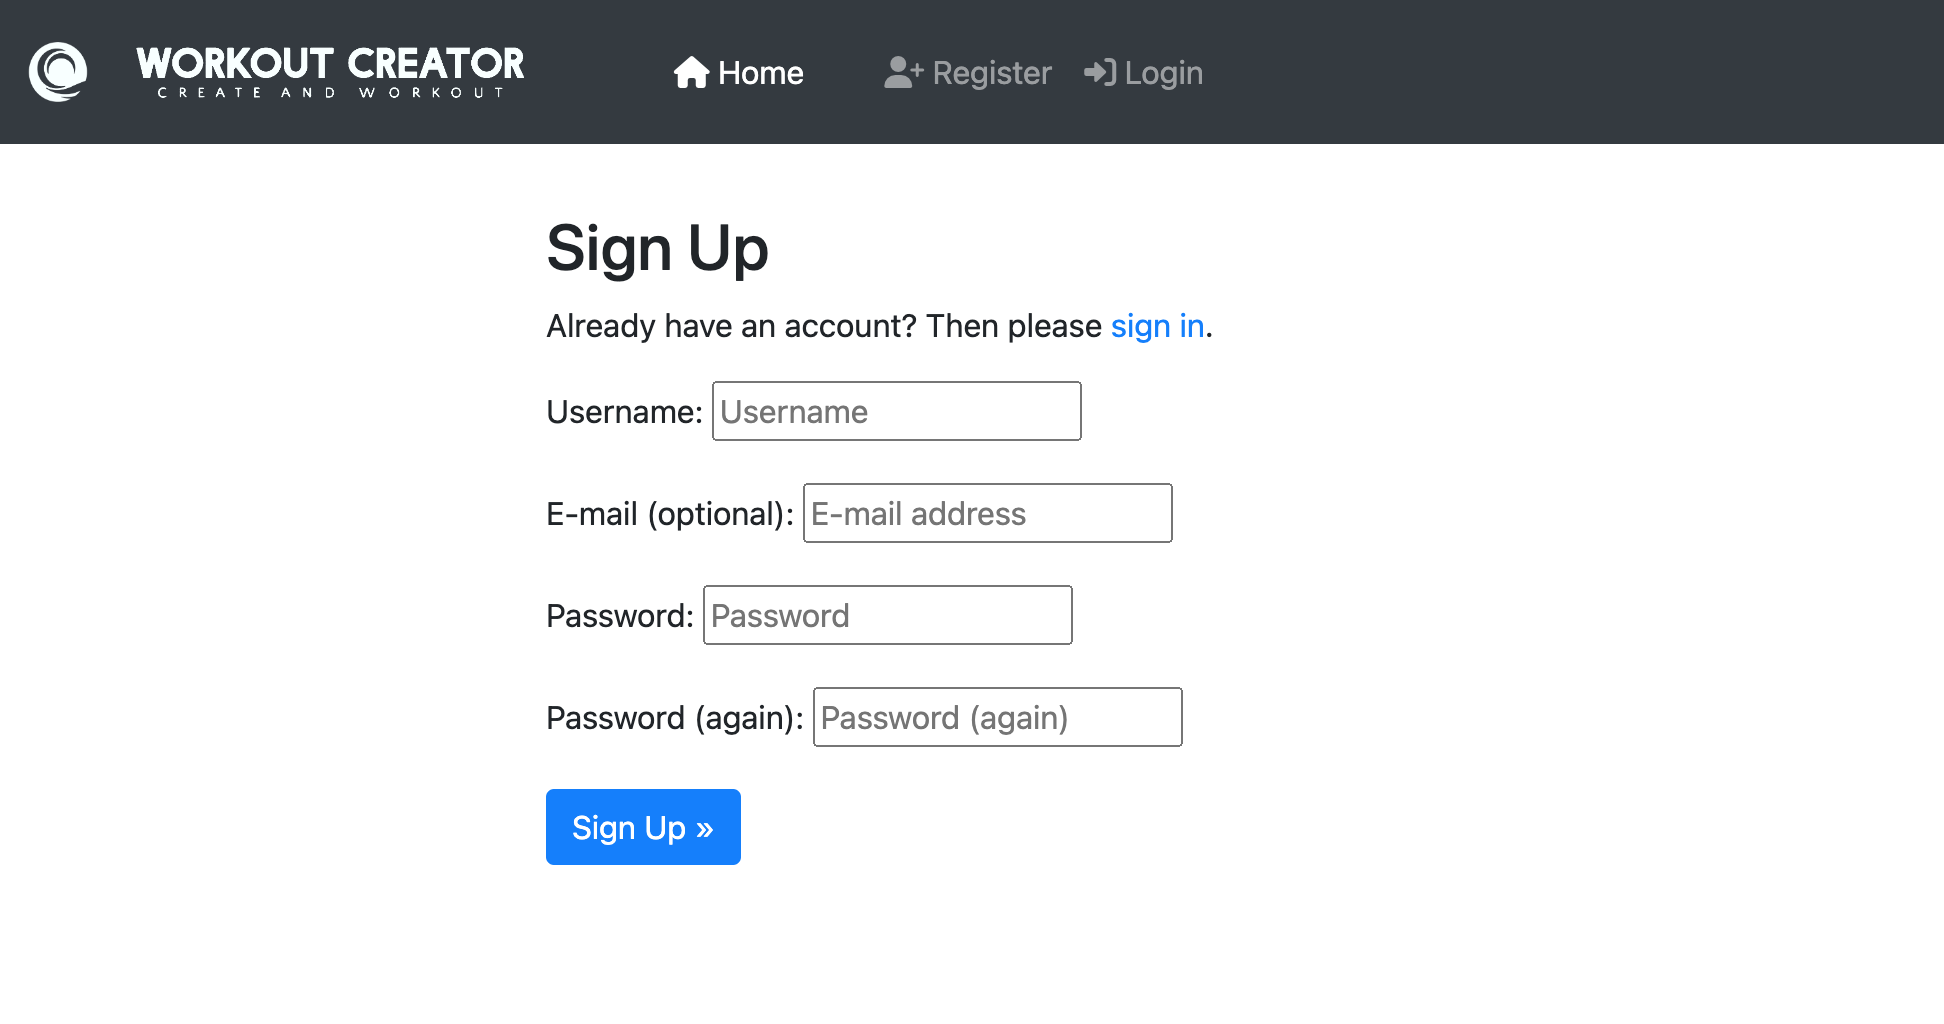 WORKOUT CREATOR
CREATE AND WORKOUT
Home Register Login
Sign Up
Already have an account? Then please sign in.
Username: Username
E-mail (optional): E-mail address
Password: Password
Password (again): Password (again)
Sign Up »